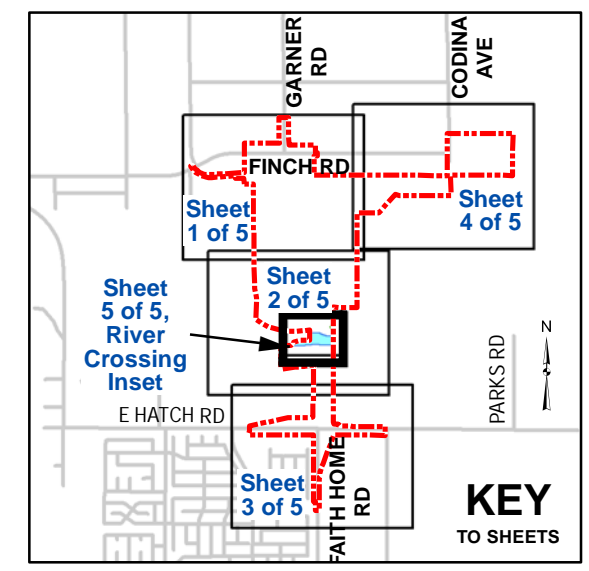 GARNER
RD
CODINA
AVE
FINCH RD
Sheet
1 of 5
Sheet
4 of 5
Sheet
2 of 5
Sheet
5 of 5,
River
Crossing
Inset
N
PARKS RD
E HATCH RD
Sheet
3 of 5
FAITH HOME
RD
KEY
TO SHEETS